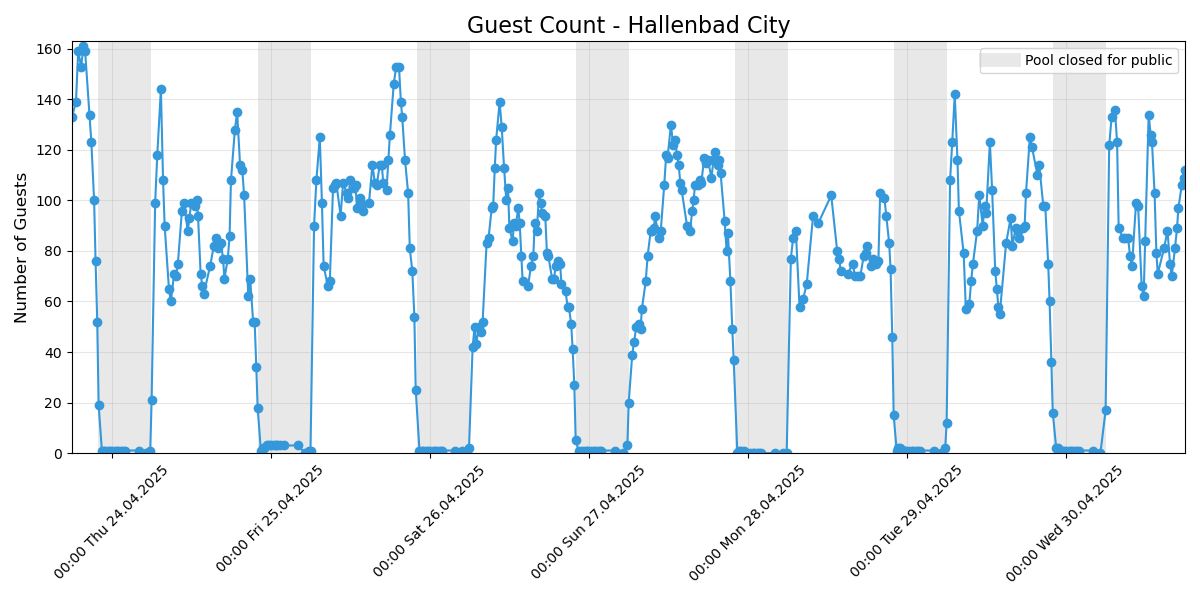 Guest Count - Hallenbad City
Pool closed for public
Number of Guests
160
140
120
100
80
60
40
20
0
00:00 Thu 24.04.2025
00:00 Fri 25.04.2025
00:00 Sat 26.04.2025
00:00 Sun 27.04.2025
00:00 Mon 28.04.2025
00:00 Tue 29.04.2025
00:00 Wed 30.04.2025